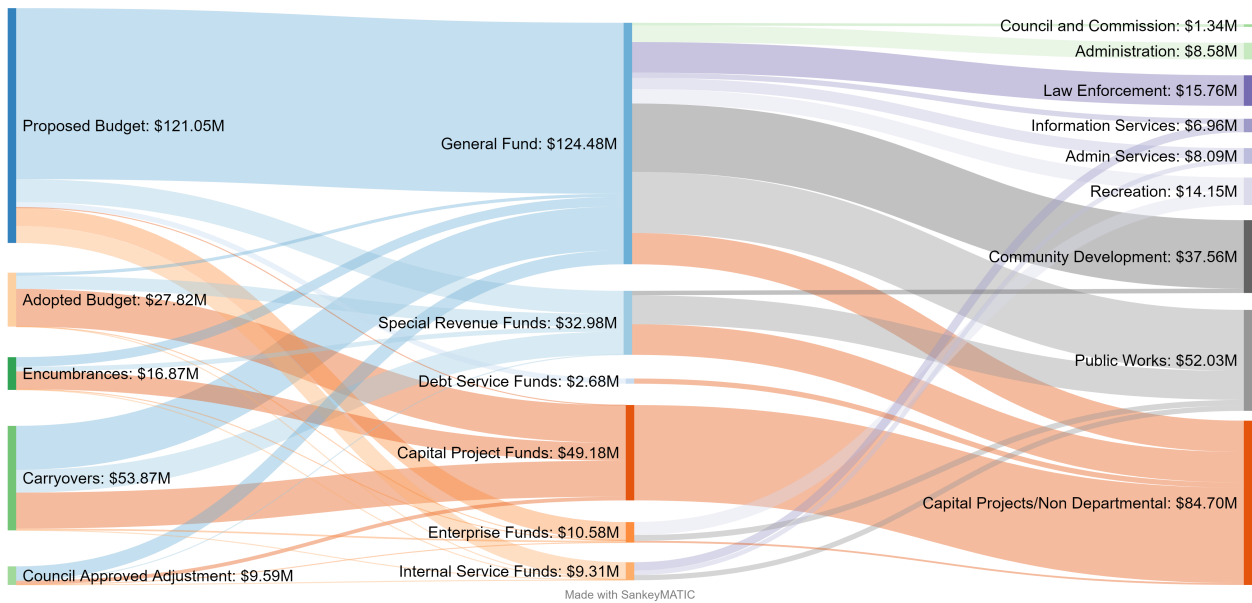 Proposed Budget: $121.05M
Adopted Budget: $27.82M
Encumbrances: $16.87M
Carryovers: $53.87M
Council Approved Adjustment: $9.59M
General Fund: $124.48M
Special Revenue Funds: $32.98M
Debt Service Funds: $2.68M
Capital Project Funds: $49.18M
Enterprise Funds: $10.58M
Internal Service Funds: $9.31M
Council and Commission: $1.34M
Administration: $8.58M
Law Enforcement: $15.76M
Information Services: $6.96M
Admin Services: $8.09M
Recreation: $14.15M
Community Development: $37.56M
Public Works: $52.03M
Capital Projects/Non Departmental: $84.70M
Made with SankeyMATIC